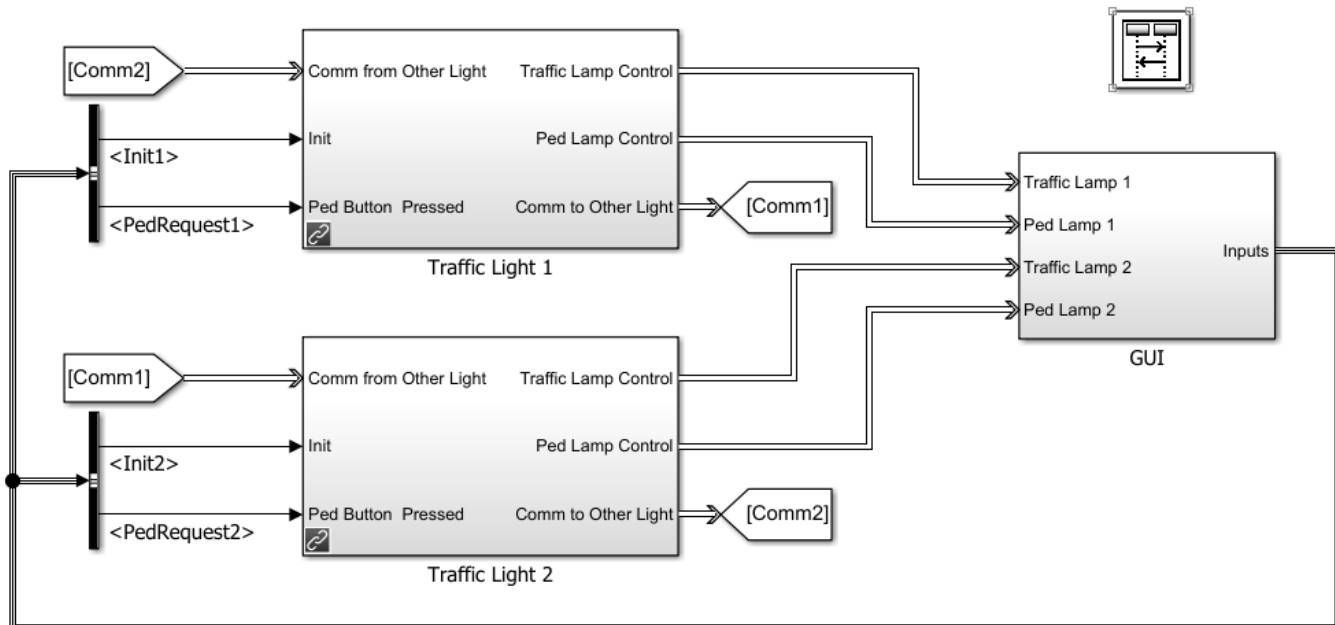 [Comm2]
Comm from Other Light
Traffic Lamp Control
Init
Ped Lamp Control
<Init1>
Ped Button Pressed
Comm to Other Light
[Comm1]
<PedRequest1>
Traffic Light 1
Traffic Lamp 1
Ped Lamp 1
Traffic Lamp 2
Ped Lamp 2
Inputs
GUI
[Comm1]
Comm from Other Light
Traffic Lamp Control
Init
Ped Lamp Control
<Init2>
Ped Button Pressed
Comm to Other Light
[Comm2]
<PedRequest2>
Traffic Light 2